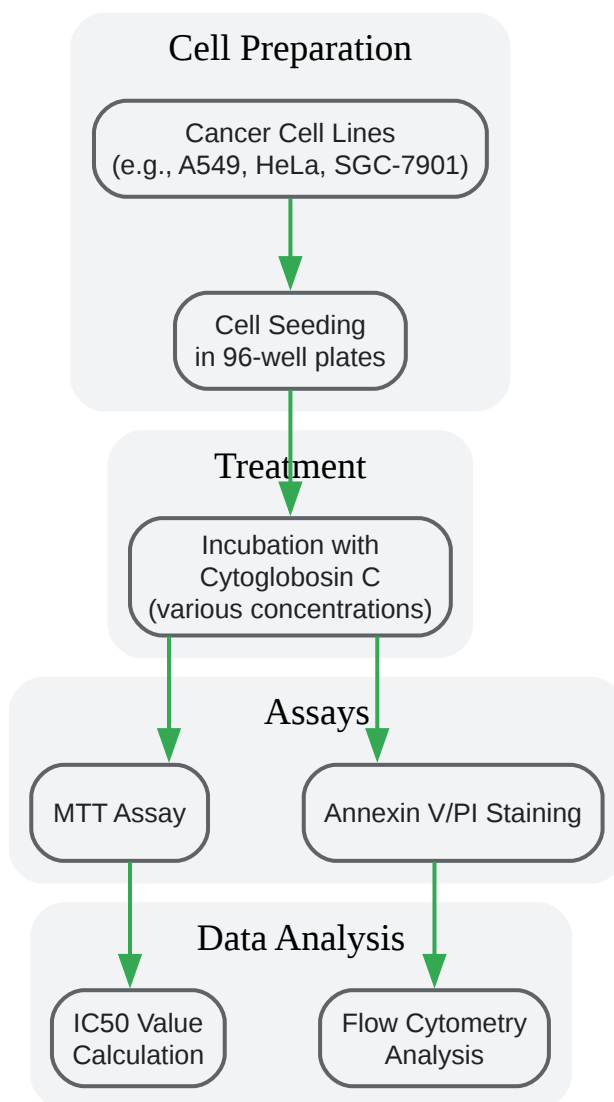 Cell Preparation
Cancer Cell Lines
(e.g., A549, HeLa, SGC-7901)
Cell Seeding
in 96-well plates
Treatment
Incubation with
Cytoglobosin C
(various concentrations)
Assays
MTT Assay
Annexin V/PI Staining
Data Analysis
IC50 Value
Calculation
Flow Cytometry
Analysis